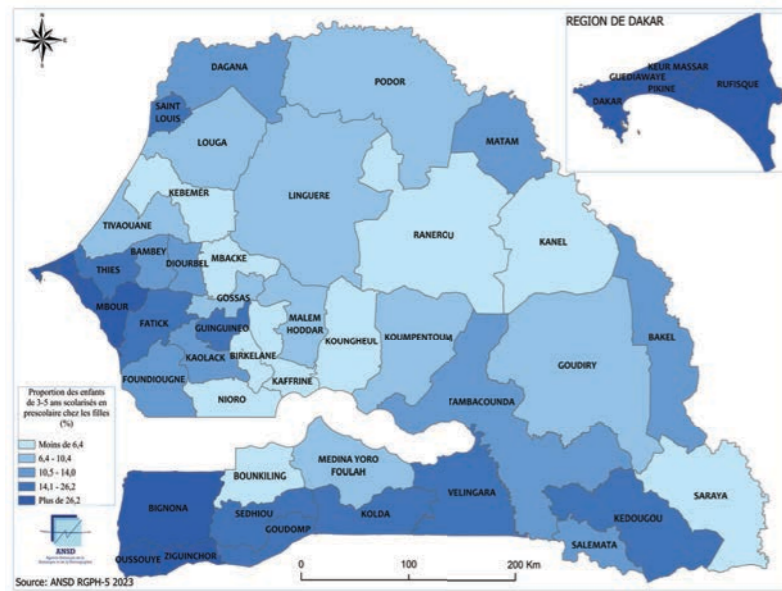 N
REGION DE DAKAR
KEUR MASSAR
GUEDIAWAYE
RUFISQUE
PIKINE
DAKAR
DAGANA
PODOR
SAINT
LOUIS
MATAM
LOUGA
LINGUERE
KEBEMER
RANEROU
KANEL
TIVAOUANE
BAMBEY
MBACKE
DIOURBEL
THIES
GOSSAS
MBOUR
MALEM
HODDAR
FATICK
GUINGUINEO
KOUNGHEUL
KOUMPENTOUM
BAKEL
BIRKELANE
KAOLACK
GOUDIRY
FOUNDIOUGNE
KAFFRINE
NIORO
TAMBACOUNDA
Proportion des enfants
de 3-5 ans scolarisés en
prescolaire chez les filles
(%)
Moins de 6,4
6,4 - 10,4
10,5 - 14,0
14,1 - 26,2
Plus de 26,2
MEDINA YORO
FOULAH
BOUNKILING
VELINGARA
SARAYA
BIGNONA
SEDHIOU
KOLDA
KEDOUGOU
GOUDOMP
SALEMATA
OUSSOUYE
ZIGUINCHOR
ANSD
0 100 200 Km
Source: ANSD RGPH-5 2023